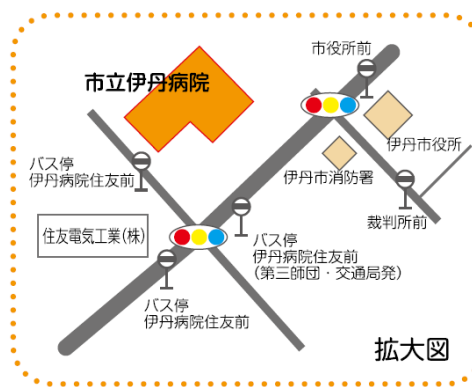 市役所前
市立伊丹病院
伊丹市役所
バス停
伊丹病院住友前
伊丹市消防署
裁判所前
住友電気工業(株)
バス停
伊丹病院住友前
(第三師団・交通局発)
バス停
伊丹病院住友前
拡大図